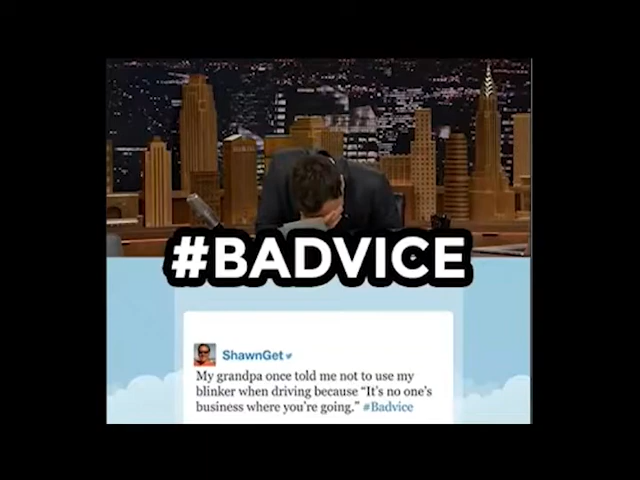 #BADVICE
ShawnGet
My grandpa once told me not to use my
blinker when driving because “It’s no one’s
business where you’re going.” #Badvice